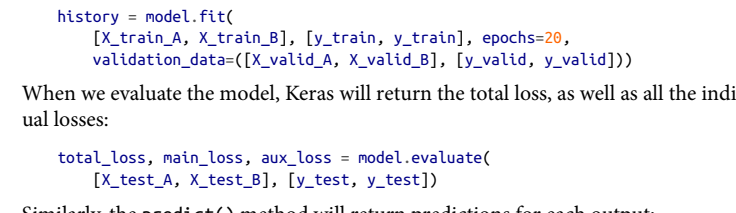 history = model.fit(
[X_train_A, X_train_B], [y_train, y_train], epochs=20,
validation_data=([X_valid_A, X_valid_B], [y_valid, y_valid]))
When we evaluate the model, Keras will return the total loss, as well as all the indi
ual losses:
total_loss, main_loss, aux_loss = model.evaluate(
[X_test_A, X_test_B], [y_test, y_test])
Similarly, the predict() method will return predictions for each output: